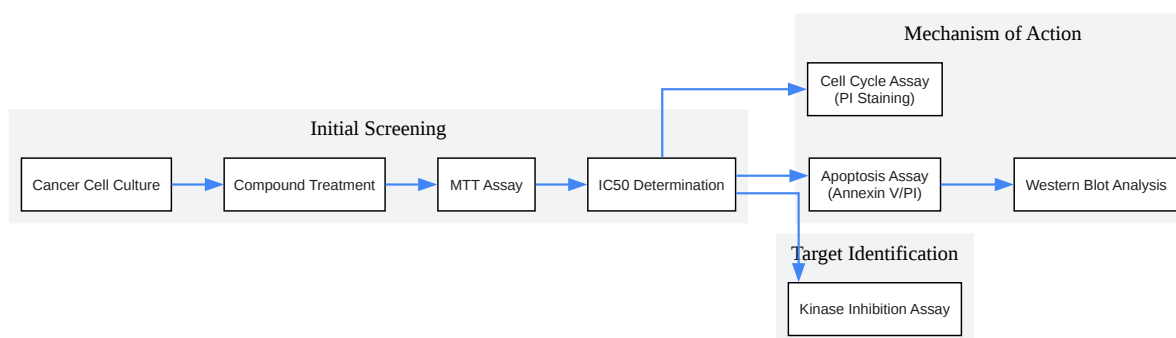 Mechanism of Action
Cell Cycle Assay
(PI Staining)
Initial Screening
Cancer Cell Culture
Compound Treatment
MTT Assay
IC50 Determination
Apoptosis Assay
(Annexin V/PI)
Western Blot Analysis
Target Identification
Kinase Inhibition Assay